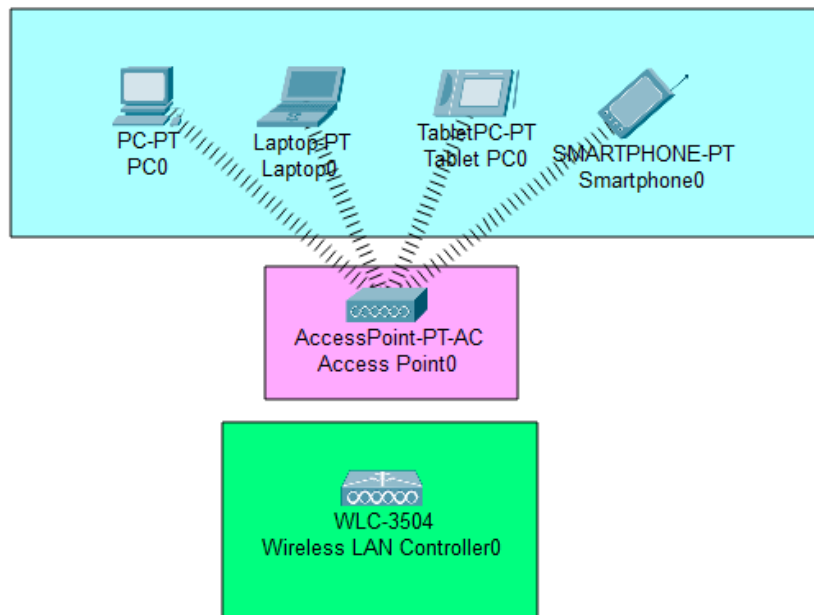 PC-PT
PC0
Laptop-PT
Laptop0
TabletPC-PT
Tablet PC0
SMARTPHONE-PT
Smartphone0
AccessPoint-PT-AC
Access Point0
WLC-3504
Wireless LAN Controller0